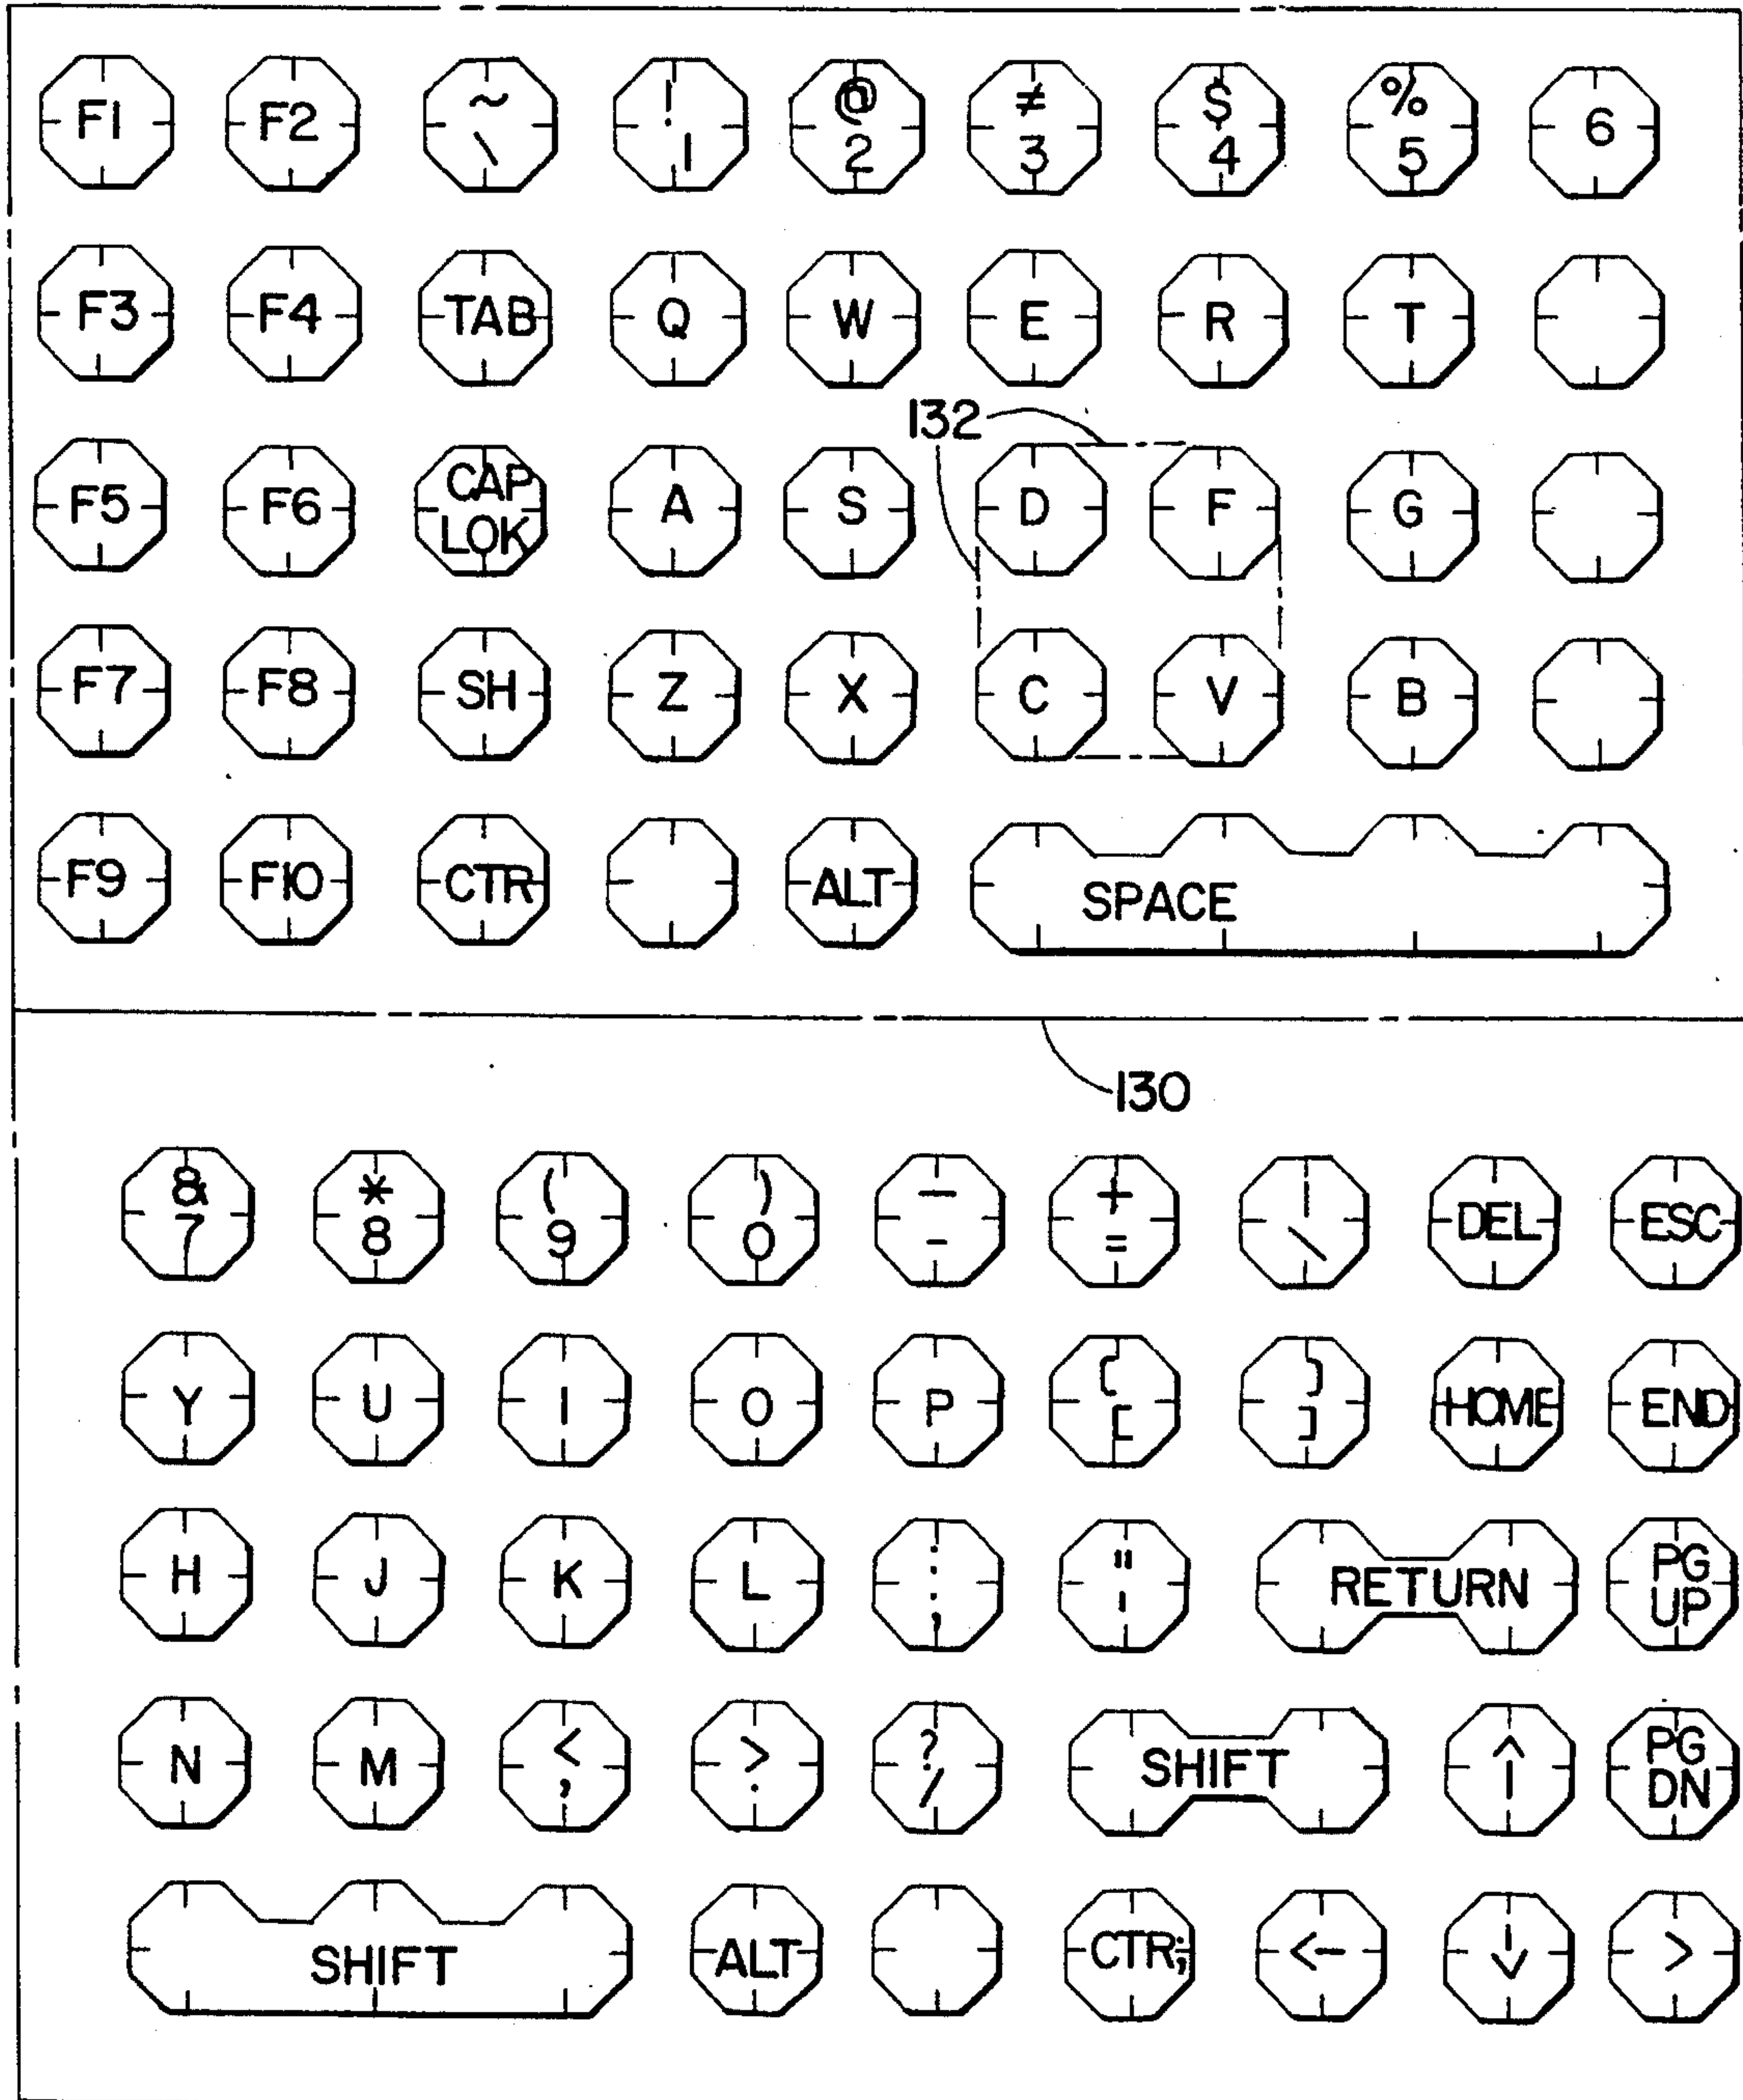 F1 F2 ~ ! @ ≠ $ % 6
\ 1 2 3 4 5
F3 F4 TAB Q W E R T
132
F5 F6 CAP LOK A S D F G
F7 F8 SH Z X C V B
F9 F10 CTR ALT SPACE
130
& * ( ) — + | DEL ESC
7 8 9 0 - = \
Y U I O P { } HOME END
[ ]
H J K L : " RETURN PG UP
; '
N M < > ? SHIFT ↑ PG DN
, . /
SHIFT ALT CTR; <- ↓ >